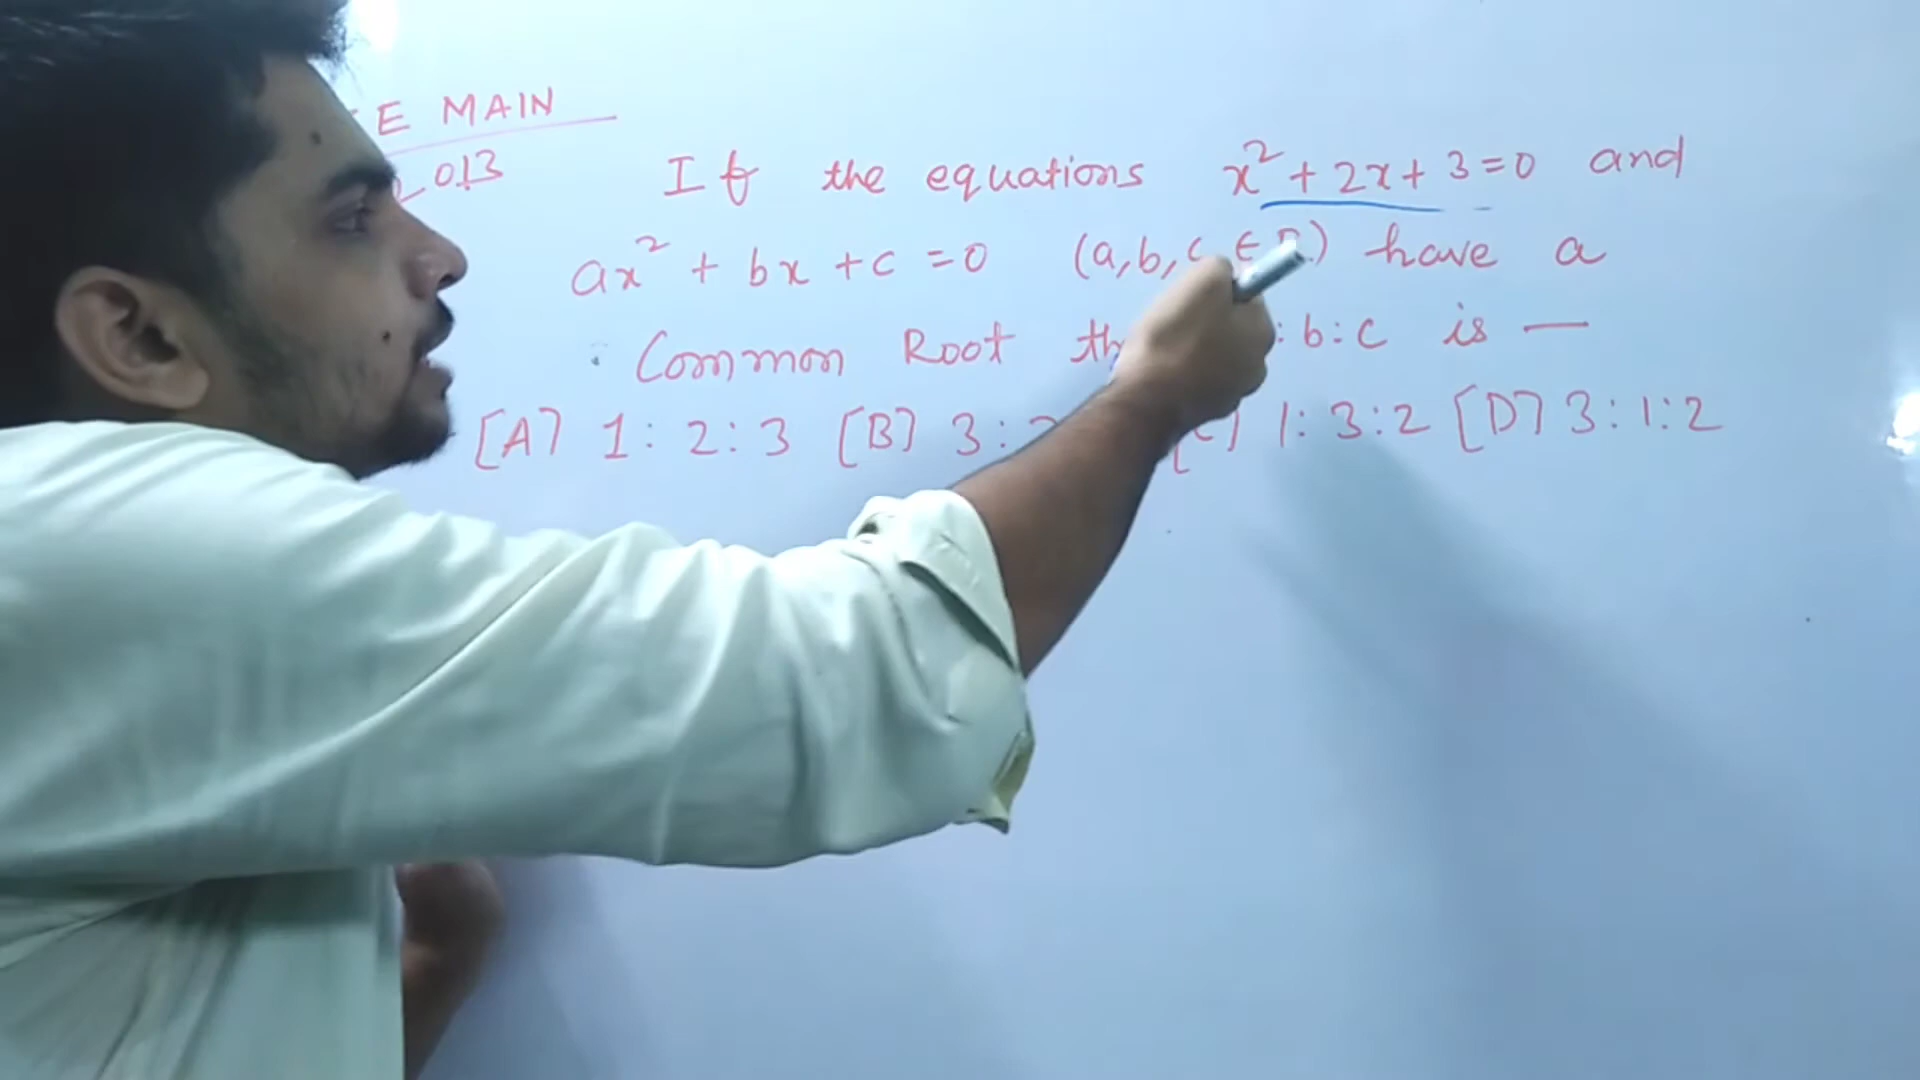 E MAIN
2013
If the equations x² + 2x + 3 = 0 and
ax² + bx + c = 0 (a, b, c ∈ R) have a
Common Root : b : c is —
[A] 1 : 2 : 3 [B] 3 : 1 : 3 : 2 [D] 3 : 1 : 2